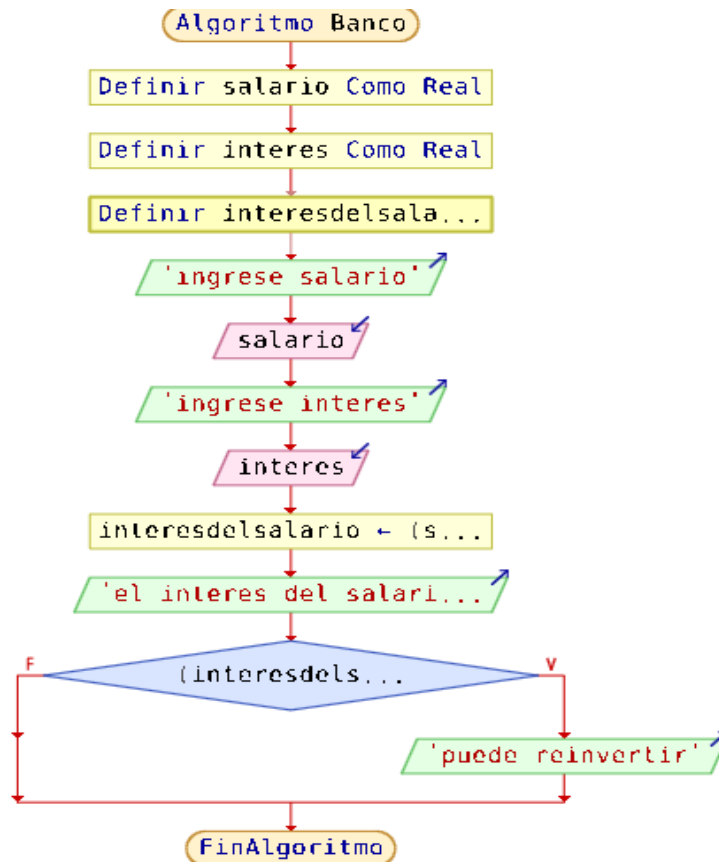 Algoritmo Banco
Definir salario Como Real
Definir interes Como Real
Definir interesdelsala...
'ingrese salario'
salario
'ingrese interes'
interes
interesdelsalario ← (s...
'el interes del salari...
F
V
(interesdels...
'puede reinvertir'
FinAlgoritmo